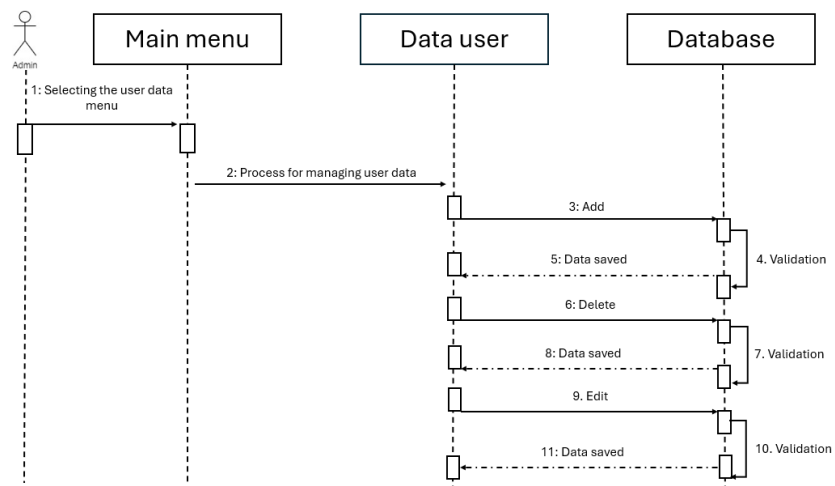 Main menu
Data user
Database
Admin
1: Selecting the user data
menu
2: Process for managing user data
3: Add
4. Validation
5: Data saved
6: Delete
7. Validation
8: Data saved
9. Edit
10. Validation
11: Data saved